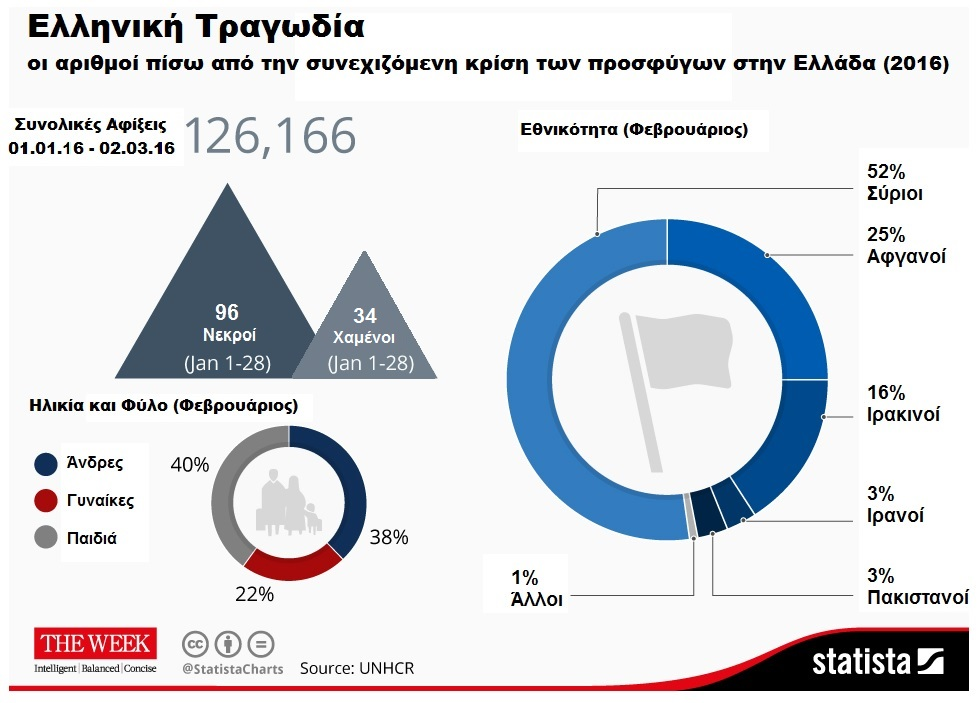 Ελληνική Τραγωδία
οι αριθμοί πίσω από την συνεχιζόμενη κρίση των προσφύγων στην Ελλάδα (2016)
Συνολικές Αφίξεις
01.01.16 - 02.03.16
126,166
96
Νεκροί
(Jan 1-28)
34
Χαμένοι
(Jan 1-28)
Ηλικία και Φύλο (Φεβρουάριος)
Άνδρες
Γυναίκες
Παιδιά
40%
38%
22%
Εθνικότητα (Φεβρουάριος)
52%
Σύριοι
25%
Αφγανοί
16%
Ιρακινοί
3%
Ιρανοί
3%
Πακιστανοί
1%
Άλλοι
THE WEEK
Intelligent | Balanced | Concise
cc
@StatistaCharts
Source: UNHCR
statista